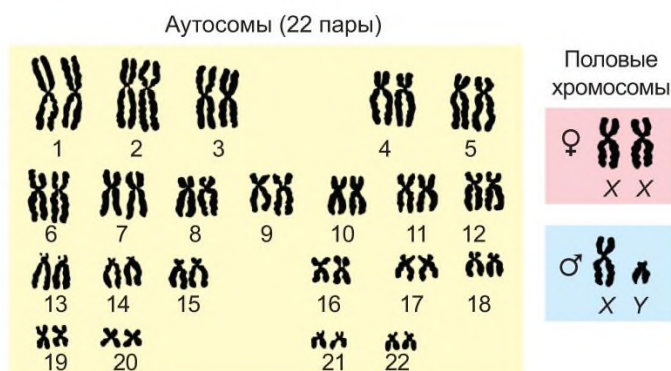 Аутосомы (22 пары)
Половые
хромосомы
1 2 3 4 5
♀
X X
6 7 8 9 10 11 12
♂
13 14 15 16 17 18
X Y
19 20 21 22